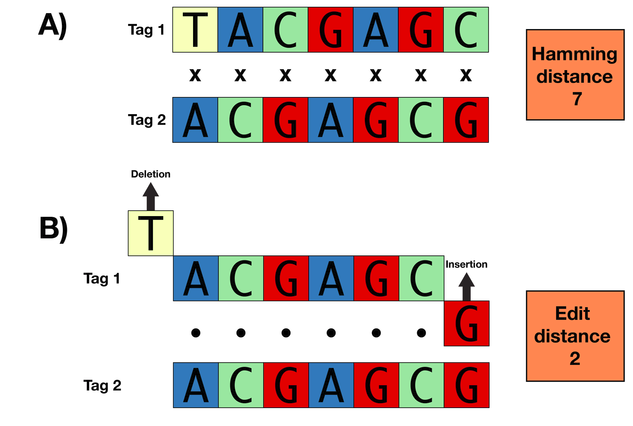 A)
Tag 1 T A C G A G C
x x x x x x x
Tag 2 A C G A G C G
Hamming
distance
7
B)
Deletion
T
Tag 1 A C G A G C
Insertion
G
Tag 2 A C G A G C G
Edit
distance
2